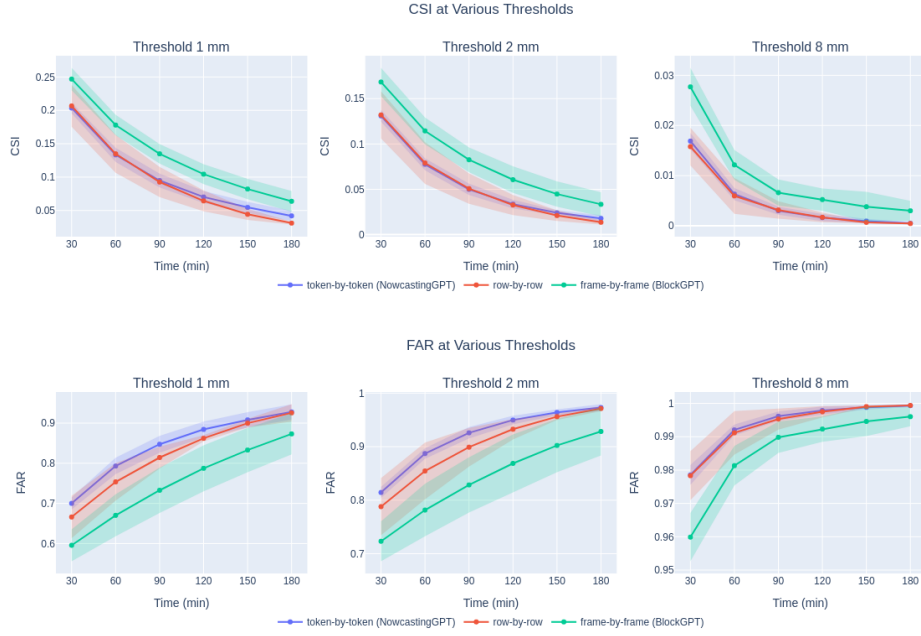 CSI at Various Thresholds
Threshold 1 mm
Threshold 2 mm
Threshold 8 mm
CSI
0.25
0.2
0.15
0.1
0.05
30 60 90 120 150 180
Time (min)
CSI
0.15
0.1
0.05
0
30 60 90 120 150 180
Time (min)
CSI
0.03
0.02
0.01
0
30 60 90 120 150 180
Time (min)
token-by-token (NowcastingGPT) row-by-row frame-by-frame (BlockGPT)
FAR at Various Thresholds
Threshold 1 mm
Threshold 2 mm
Threshold 8 mm
FAR
0.9
0.8
0.7
0.6
30 60 90 120 150 180
Time (min)
FAR
1
0.9
0.8
0.7
30 60 90 120 150 180
Time (min)
FAR
1
0.99
0.98
0.97
0.96
0.95
30 60 90 120 150 180
Time (min)
token-by-token (NowcastingGPT) row-by-row frame-by-frame (BlockGPT)